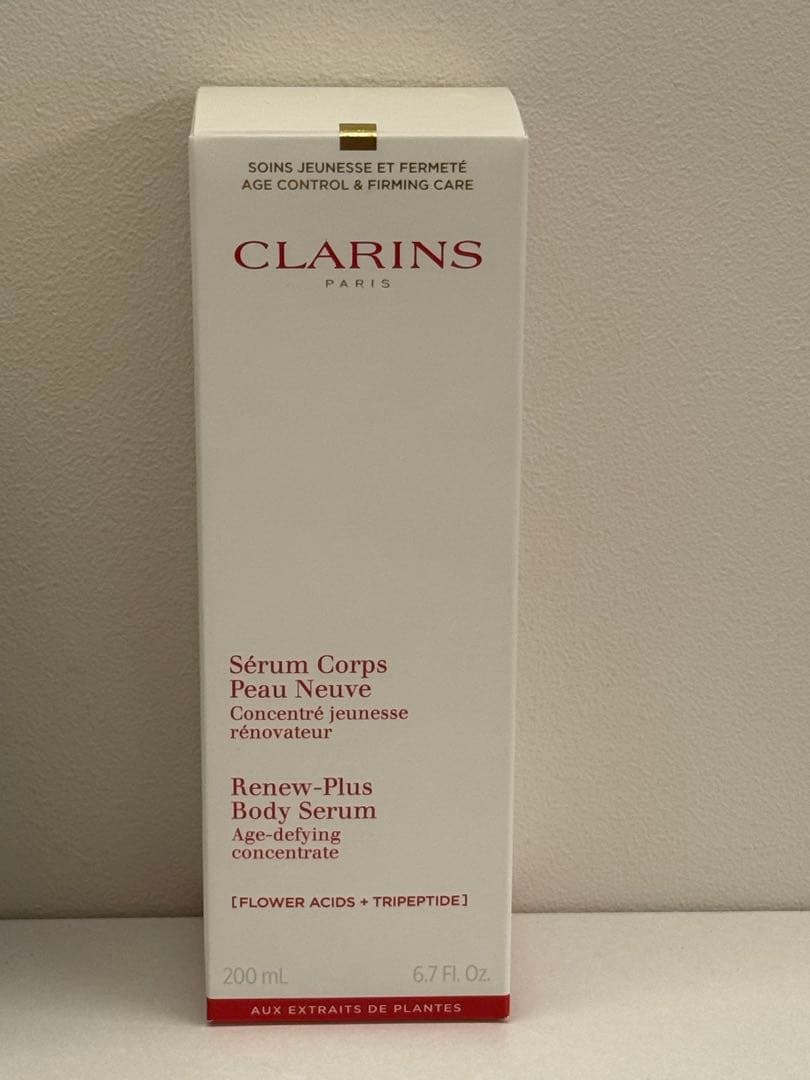 SOINS JEUNESSE ET FERMETÉ
AGE CONTROL & FIRMING CARE
CLARINS
PARIS
Sérum Corps
Peau Neuve
Concentré jeunesse
rénovateur
Renew-Plus
Body Serum
Age-defying
concentrate
[FLOWER ACIDS + TRIPEPTIDE]
200 mL 6.7 Fl. Oz.
AUX EXTRAITS DE PLANTES